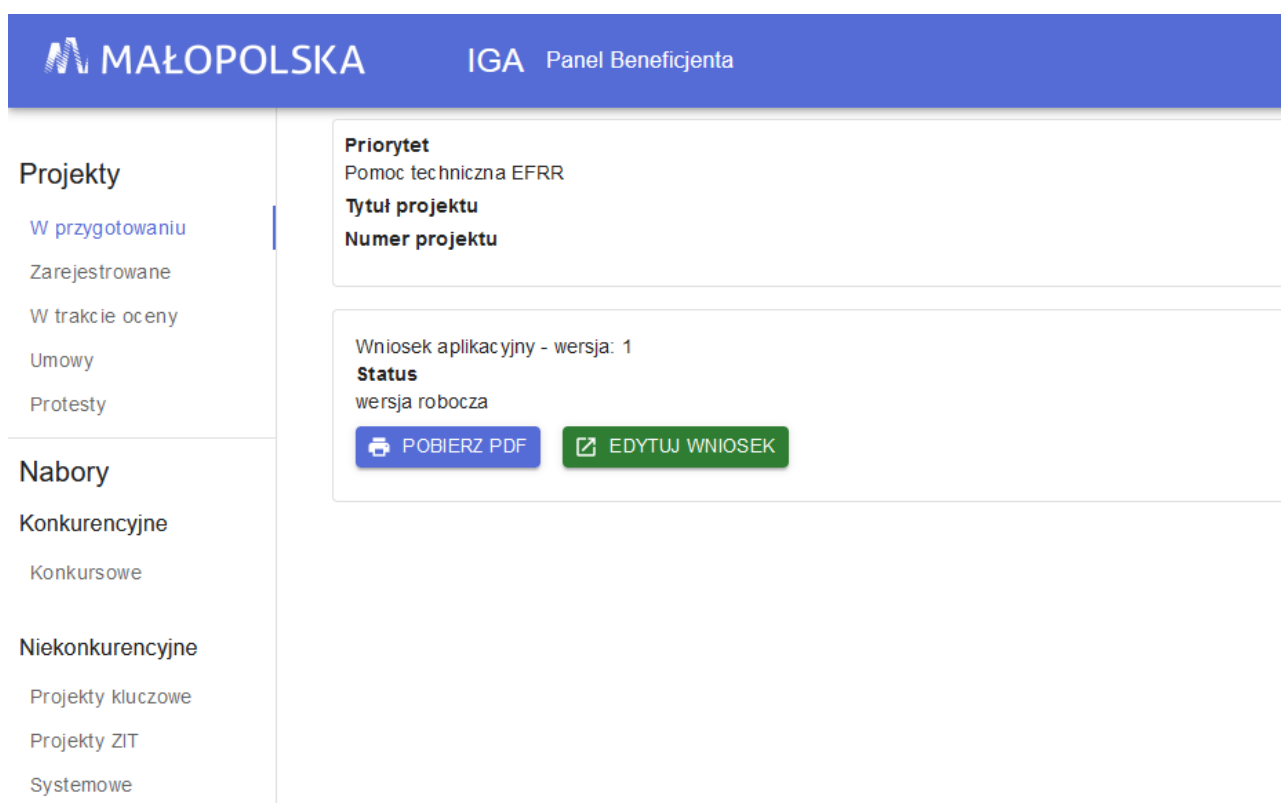 MAŁOPOLSKA IGA Panel Beneficjenta
Projekty
W przygotowaniu
Zarejestrowane
W trakcie oceny
Umowy
Protesty
Nabory
Konkurencyjne
Konkursowe
Niekonkurencyjne
Projekty kluczowe
Projekty ZIT
Systemowe
Priorytet
Pomoc techniczna EFRR
Tytuł projektu
Numer projektu
Wniosek aplikacyjny - wersja: 1
Status
wersja robocza
POBIERZ PDF EDYTUJ WNIOSEK